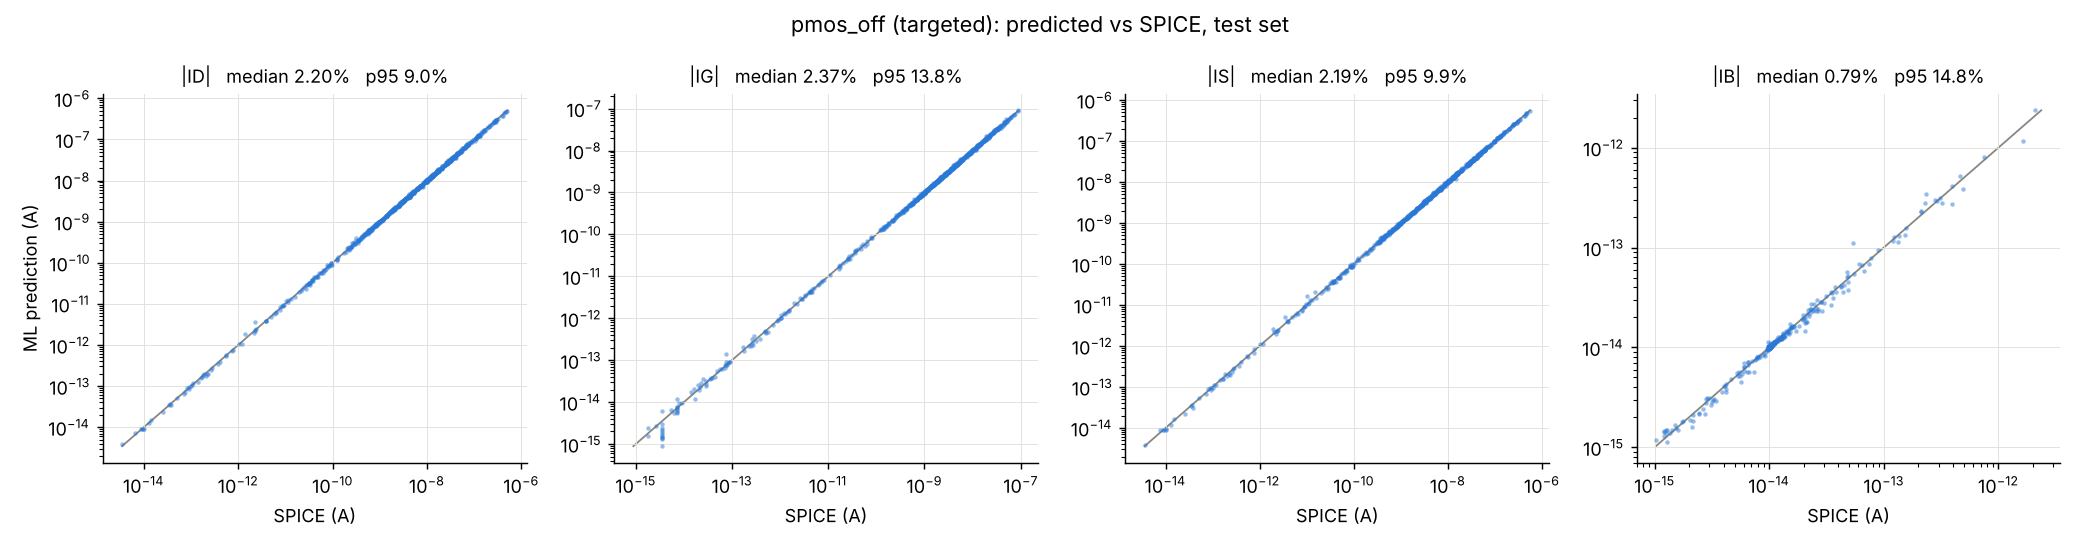 pmos_off (targeted): predicted vs SPICE, test set
|ID| median 2.20% p95 9.0%
|IG| median 2.37% p95 13.8%
|IS| median 2.19% p95 9.9%
|IB| median 0.79% p95 14.8%
ML prediction (A)
10⁻⁶
10⁻⁷
10⁻⁸
10⁻⁹
10⁻¹⁰
10⁻¹¹
10⁻¹²
10⁻¹³
10⁻¹⁴
10⁻¹⁴ 10⁻¹² 10⁻¹⁰ 10⁻⁸ 10⁻⁶
SPICE (A)
10⁻⁷
10⁻⁸
10⁻⁹
10⁻¹⁰
10⁻¹¹
10⁻¹²
10⁻¹³
10⁻¹⁴
10⁻¹⁵
10⁻¹⁵ 10⁻¹³ 10⁻¹¹ 10⁻⁹ 10⁻⁷
SPICE (A)
10⁻⁶
10⁻⁷
10⁻⁸
10⁻⁹
10⁻¹⁰
10⁻¹¹
10⁻¹²
10⁻¹³
10⁻¹⁴
10⁻¹⁴ 10⁻¹² 10⁻¹⁰ 10⁻⁸ 10⁻⁶
SPICE (A)
10⁻¹²
10⁻¹³
10⁻¹⁴
10⁻¹⁵
10⁻¹⁵ 10⁻¹⁴ 10⁻¹³ 10⁻¹²
SPICE (A)